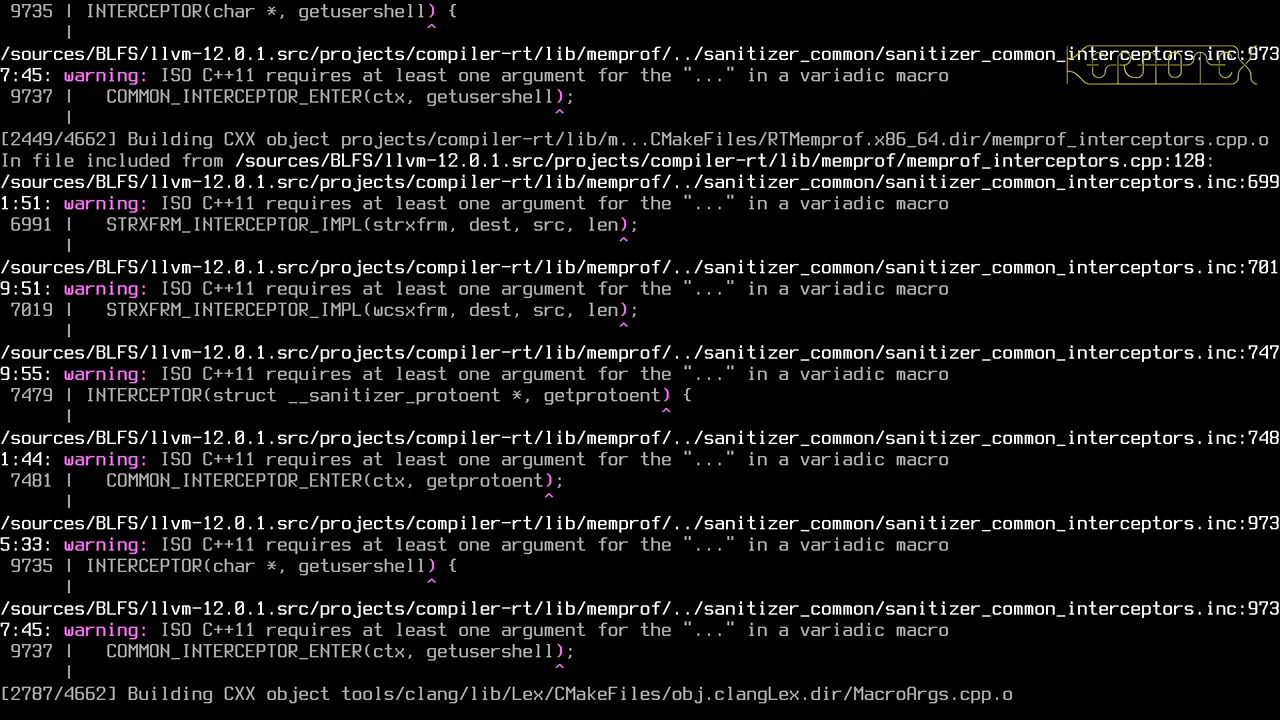 9735 | INTERCEPTOR(char *, getusershell) {
     |                                ^
/sources/BLFS/llvm-12.0.1.src/projects/compiler-rt/lib/memprof/../sanitizer_common/sanitizer_common_interceptors.inc:973
7:45: warning: ISO C++11 requires at least one argument for the "..." in a variadic macro
9737 |   COMMON_INTERCEPTOR_ENTER(ctx, getusershell);
     |                                            ^
[2449/4662] Building CXX object projects/compiler-rt/lib/m...CMakeFiles/RTMemprof.x86_64.dir/memprof_interceptors.cpp.o
In file included from /sources/BLFS/llvm-12.0.1.src/projects/compiler-rt/lib/memprof/memprof_interceptors.cpp:128:
/sources/BLFS/llvm-12.0.1.src/projects/compiler-rt/lib/memprof/../sanitizer_common/sanitizer_common_interceptors.inc:699
1:51: warning: ISO C++11 requires at least one argument for the "..." in a variadic macro
6991 |   STRXFRM_INTERCEPTOR_IMPL(strxfrm, dest, src, len);
     |                                                  ^
/sources/BLFS/llvm-12.0.1.src/projects/compiler-rt/lib/memprof/../sanitizer_common/sanitizer_common_interceptors.inc:701
9:51: warning: ISO C++11 requires at least one argument for the "..." in a variadic macro
7019 |   STRXFRM_INTERCEPTOR_IMPL(wcsxfrm, dest, src, len);
     |                                                  ^
/sources/BLFS/llvm-12.0.1.src/projects/compiler-rt/lib/memprof/../sanitizer_common/sanitizer_common_interceptors.inc:747
9:55: warning: ISO C++11 requires at least one argument for the "..." in a variadic macro
7479 | INTERCEPTOR(struct __sanitizer_protoent *, getprotoent) {
     |                                                      ^
/sources/BLFS/llvm-12.0.1.src/projects/compiler-rt/lib/memprof/../sanitizer_common/sanitizer_common_interceptors.inc:748
1:44: warning: ISO C++11 requires at least one argument for the "..." in a variadic macro
7481 |   COMMON_INTERCEPTOR_ENTER(ctx, getprotoent);
     |                                           ^
/sources/BLFS/llvm-12.0.1.src/projects/compiler-rt/lib/memprof/../sanitizer_common/sanitizer_common_interceptors.inc:973
5:33: warning: ISO C++11 requires at least one argument for the "..." in a variadic macro
9735 | INTERCEPTOR(char *, getusershell) {
     |                                ^
/sources/BLFS/llvm-12.0.1.src/projects/compiler-rt/lib/memprof/../sanitizer_common/sanitizer_common_interceptors.inc:973
7:45: warning: ISO C++11 requires at least one argument for the "..." in a variadic macro
9737 |   COMMON_INTERCEPTOR_ENTER(ctx, getusershell);
     |                                            ^
[2787/4662] Building CXX object tools/clang/lib/Lex/CMakeFiles/obj.clangLex.dir/MacroArgs.cpp.o